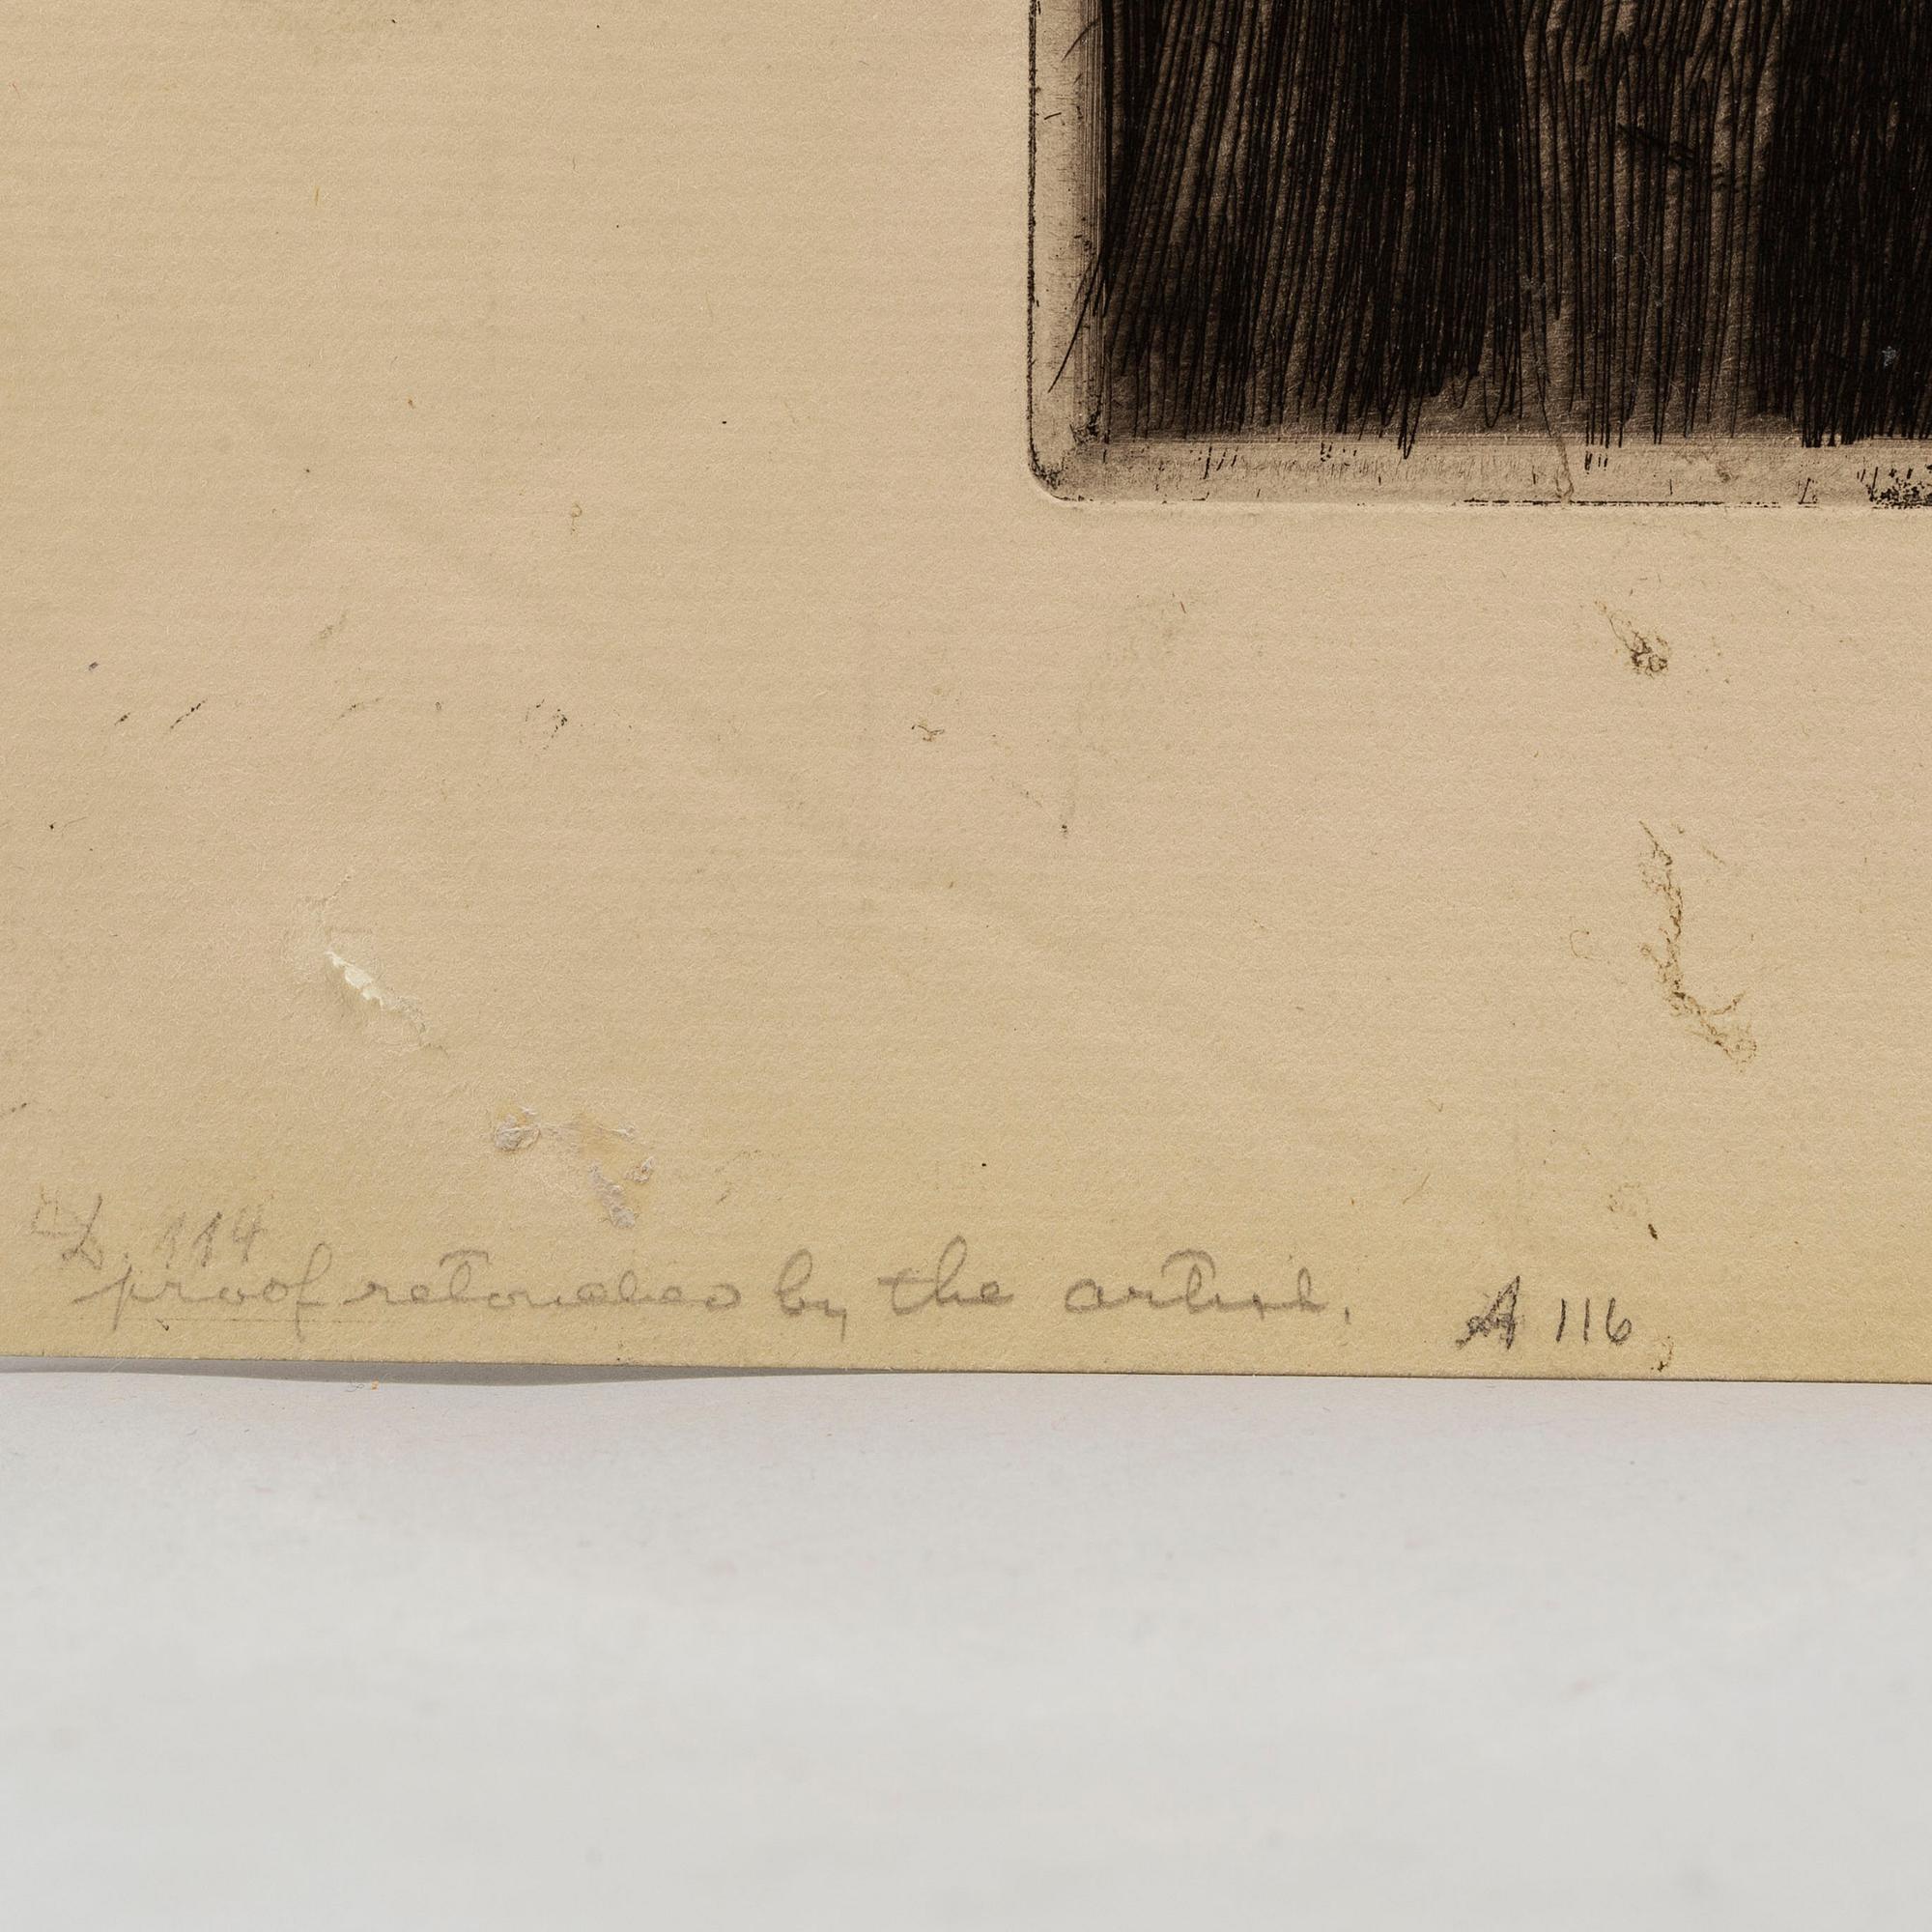 D. 114
proof retouched by the artist.
A 116